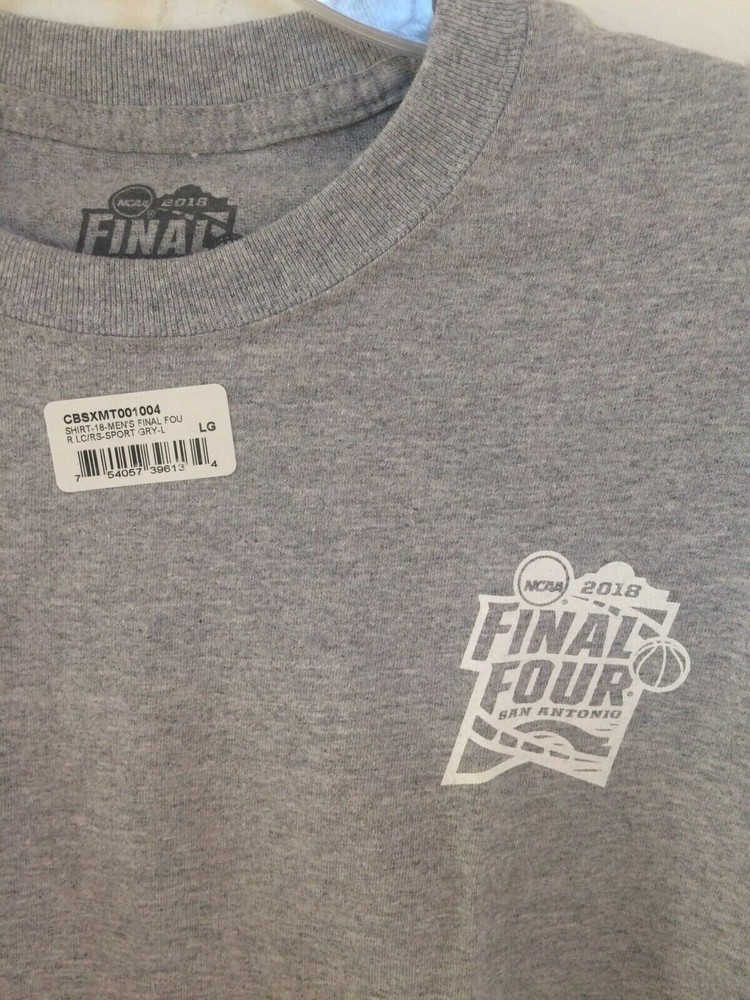 NCAA 2018
FINAL
CBSXMT001004
SHIRT-18-MEN'S FINAL FOU
R LC/RS-SPORT GRY-L LG
7 54057 39613 4
NCAA 2018
FINAL
FOUR
SAN ANTONIO